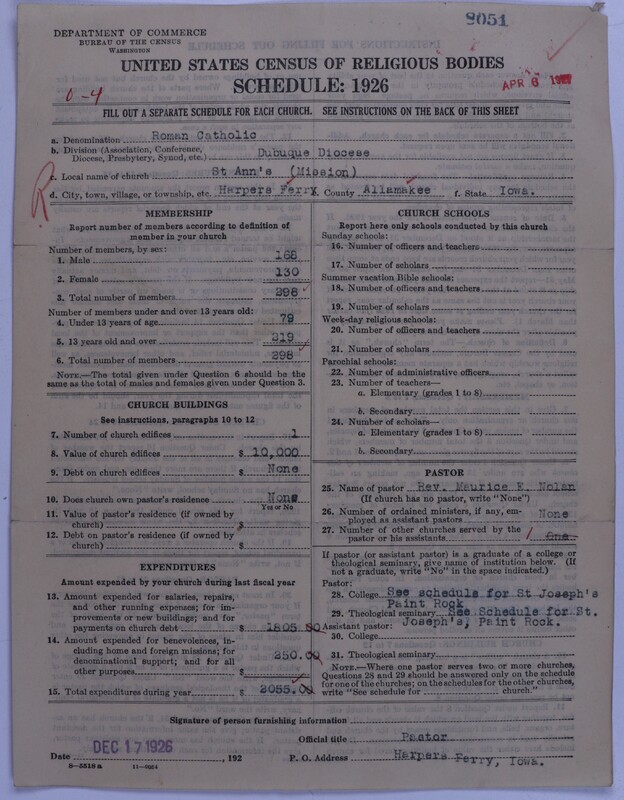 9051
DEPARTMENT OF COMMERCE
BUREAU OF THE CENSUS
WASHINGTON
UNITED STATES CENSUS OF RELIGIOUS BODIES
SCHEDULE: 1926
0-4
APR 6 1927
FILL OUT A SEPARATE SCHEDULE FOR EACH CHURCH. SEE INSTRUCTIONS ON THE BACK OF THIS SHEET
a. Denomination Roman Catholic
b. Division (Association, Conference, Diocese, Presbytery, Synod, etc.) Dubuque Diocese
c. Local name of church St Ann's (Mission)
d. City, town, village, or township, etc. Harpers Ferry County Allamakee f. State Iowa.
R
MEMBERSHIP
Report number of members according to definition of
member in your church
Number of members, by sex:
1. Male 168
2. Female 130
3. Total number of members 298
Number of members under and over 13 years old:
4. Under 13 years of age 79
5. 13 years old and over 219
6. Total number of members 298
NOTE.—The total given under Question 6 should be
same as the total of males and females given under Question 3.
CHURCH BUILDINGS
See instructions, paragraphs 10 to 12
7. Number of church edifices 1
8. Value of church edifices $ 10,000
9. Debt on church edifices $ None
10. Does church own pastor's residence None
Yes or No
11. Value of pastor's residence (if owned by
church) $
12. Debt on pastor's residence (if owned by
church) $
EXPENDITURES
Amount expended by your church during last fiscal year
13. Amount expended for salaries, repairs,
and other running expenses; for im-
provements or new buildings; and for
payments on church debt $ 1805.00
14. Amount expended for benevolences, in-
cluding home and foreign missions; for
denominational support; and for all
other purposes $ 250.00
15. Total expenditures during year $ 2055.00
CHURCH SCHOOLS
Report here only schools conducted by this church
Sunday schools:
16. Number of officers and teachers
17. Number of scholars
Summer vacation Bible schools:
18. Number of officers and teachers
19. Number of scholars
Week-day religious schools:
20. Number of officers and teachers
21. Number of scholars
Parochial schools:
22. Number of administrative officers
23. Number of teachers—
a. Elementary (grades 1 to 8)
b. Secondary
24. Number of scholars—
a. Elementary (grades 1 to 8)
b. Secondary
PASTOR
25. Name of pastor Rev. Maurice E. Nolan
(If church has no pastor, write "None")
26. Number of ordained ministers, if any, em-
ployed as assistant pastors None
27. Number of other churches served by the
pastor or his assistants 1 One
If pastor (or assistant pastor) is a graduate of a college or
theological seminary, give name of institution below. (If
not a graduate, write "No" in the space indicated.)
Pastor:
28. College See schedule for St Joseph's
Paint Rock
29. Theological seminary See Schedule for St.
Assistant pastor: Joseph's, Paint Rock.
30. College
31. Theological seminary
NOTE.—Where one pastor serves two or more churches,
Questions 28 and 29 should be answered only on the schedule
for one of the churches; on the schedules for the other churches,
write "See schedule for church."
Signature of person furnishing information
Official title Pastor
Date DEC 17 1926, 192 P. O. Address Harpers Ferry, Iowa.
8—5518 a 11—9054